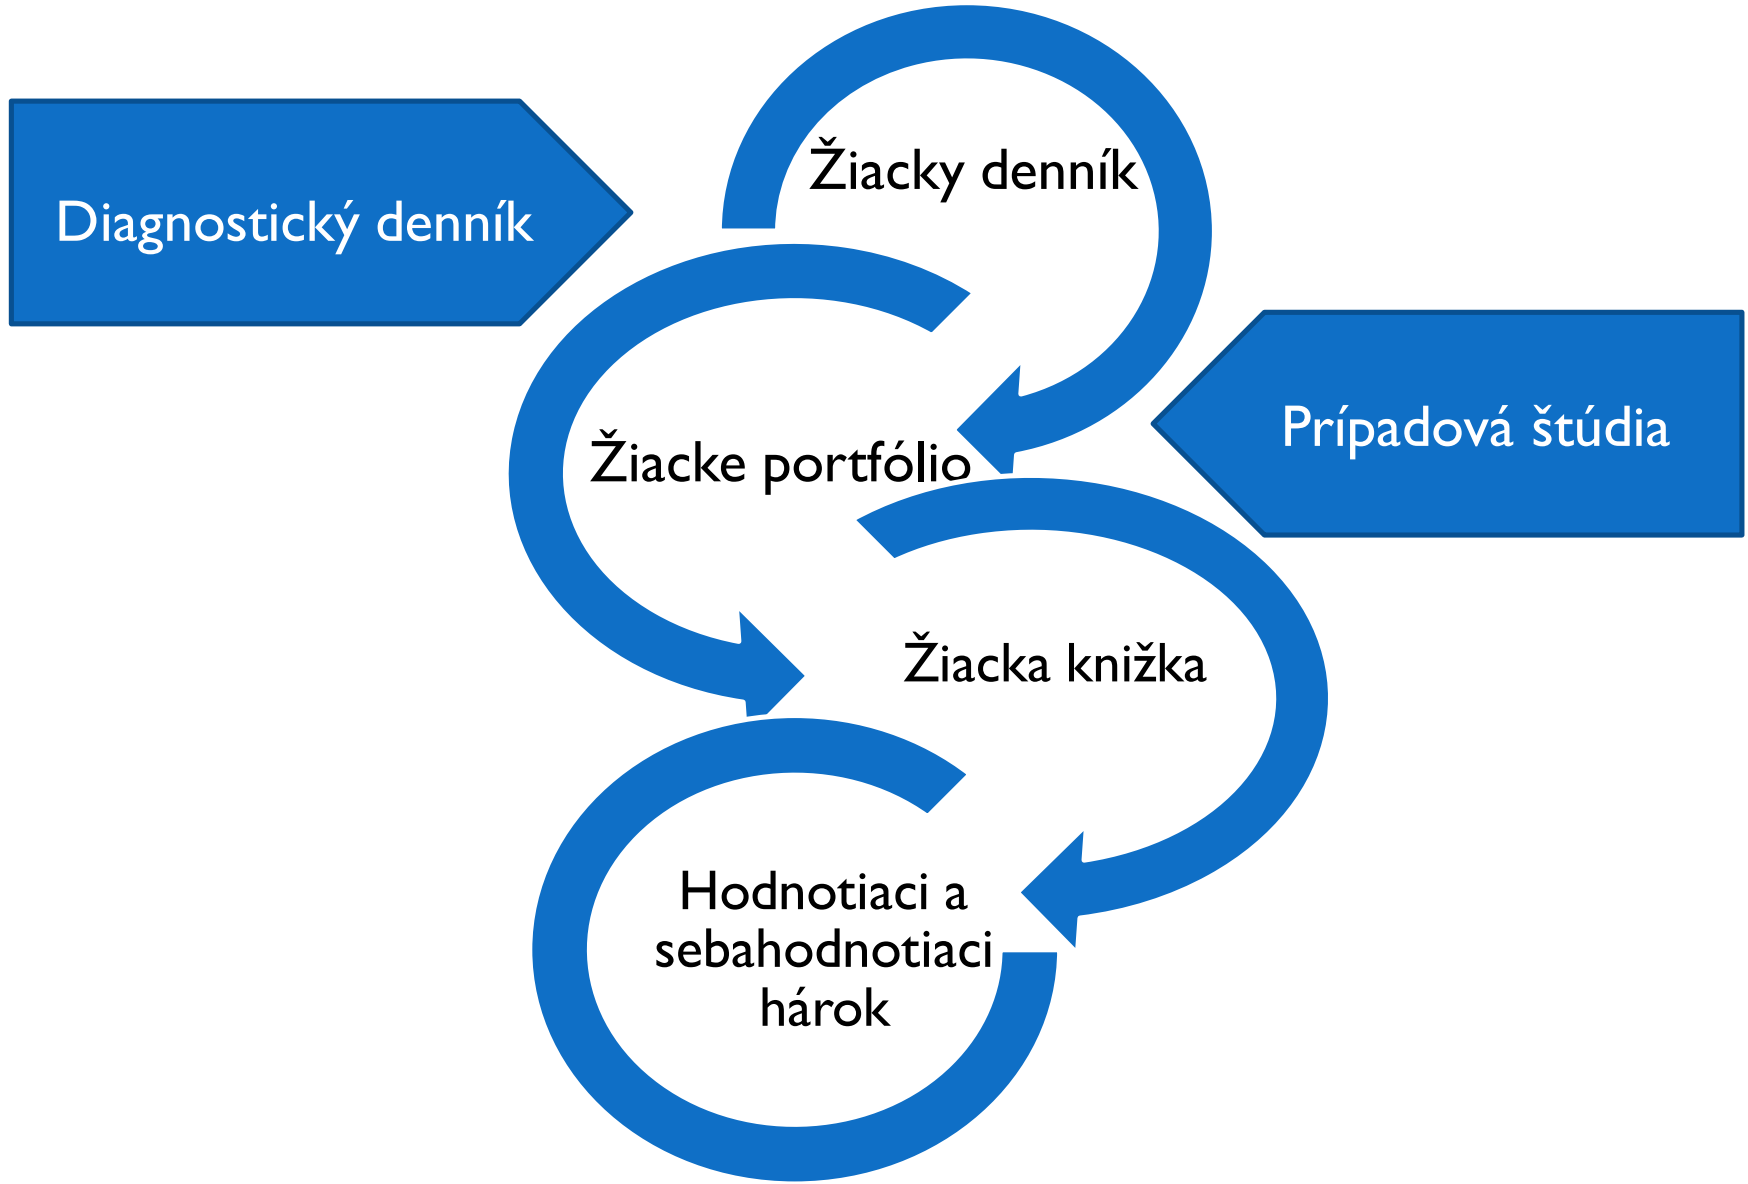 Žiacky denník
Diagnostický denník
Prípadová štúdia
Žiacke portfólio
Žiacka knižka
Hodnotiaci a
sebahodnotiaci
hárok